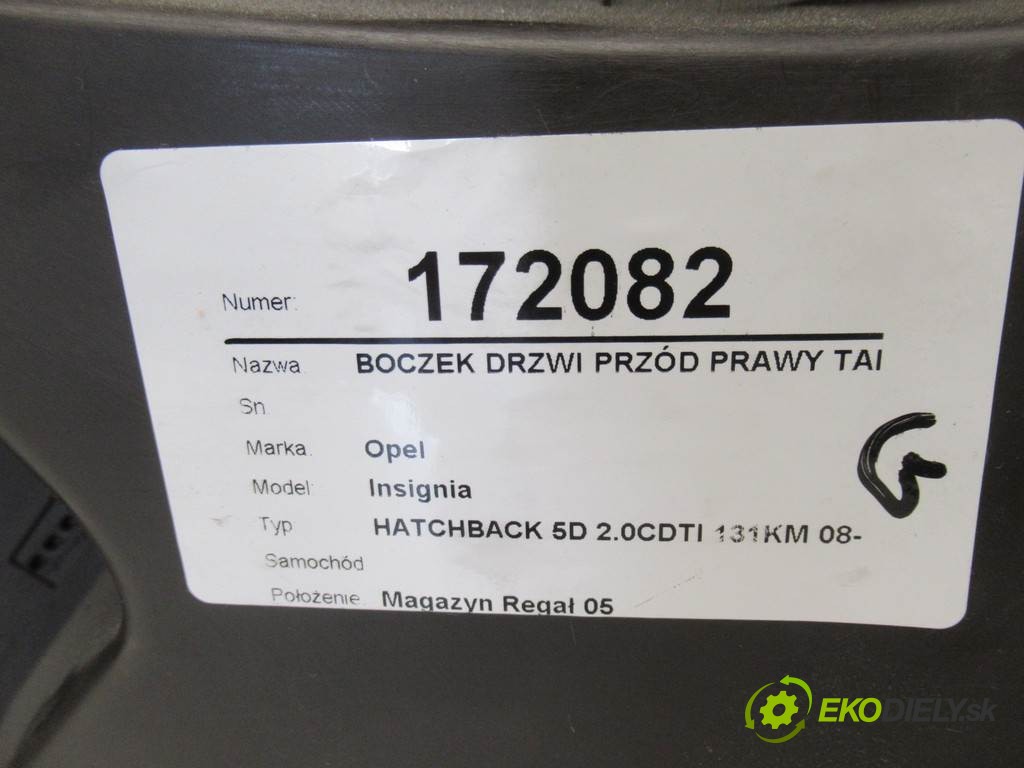 Numer: 172082
Nazwa BOCZEK DRZWI PRZÓD PRAWY TAI
Sn
Marka: Opel
Model: Insignia
Typ HATCHBACK 5D 2.0CDTI 131KM 08-
Samochód
Położenie: Magazyn Regał 05
G
EKODIELY.sk